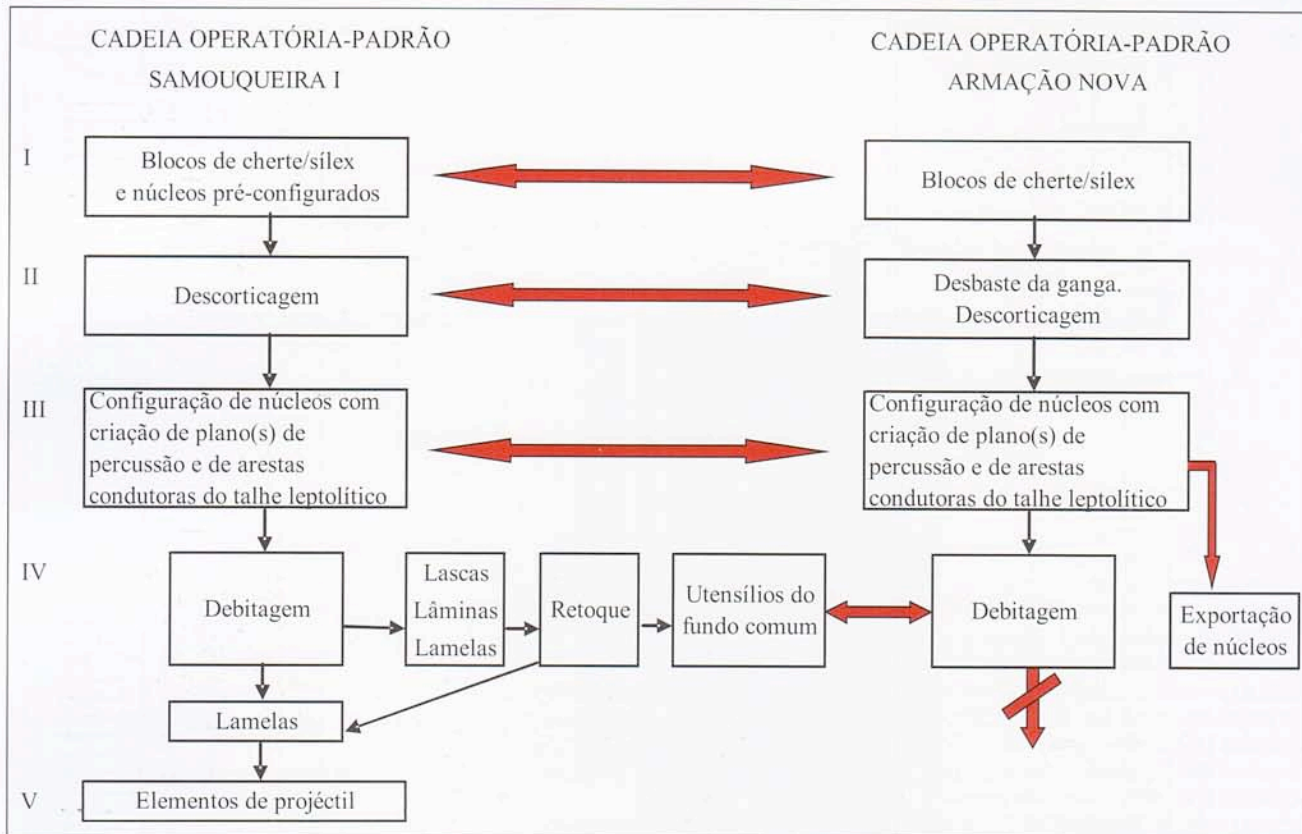 CADEIA OPERATÓRIA-PADRÃO
SAMOUQUEIRA I
CADEIA OPERATÓRIA-PADRÃO
ARMAÇÃO NOVA
I
Blocos de cherte/sílex
e núcleos pré-configurados
Blocos de cherte/sílex
II
Descorticagem
Desbaste da ganga.
Descorticagem
III
Configuração de núcleos com
criação de plano(s) de
percussão e de arestas
condutoras do talhe leptolítico
Configuração de núcleos com
criação de plano(s) de
percussão e de arestas
condutoras do talhe leptolítico
IV
Debitagem
Lascas
Lâminas
Lamelas
Retoque
Utensílios do
fundo comum
Debitagem
Exportação
de núcleos
Lamelas
V
Elementos de projéctil